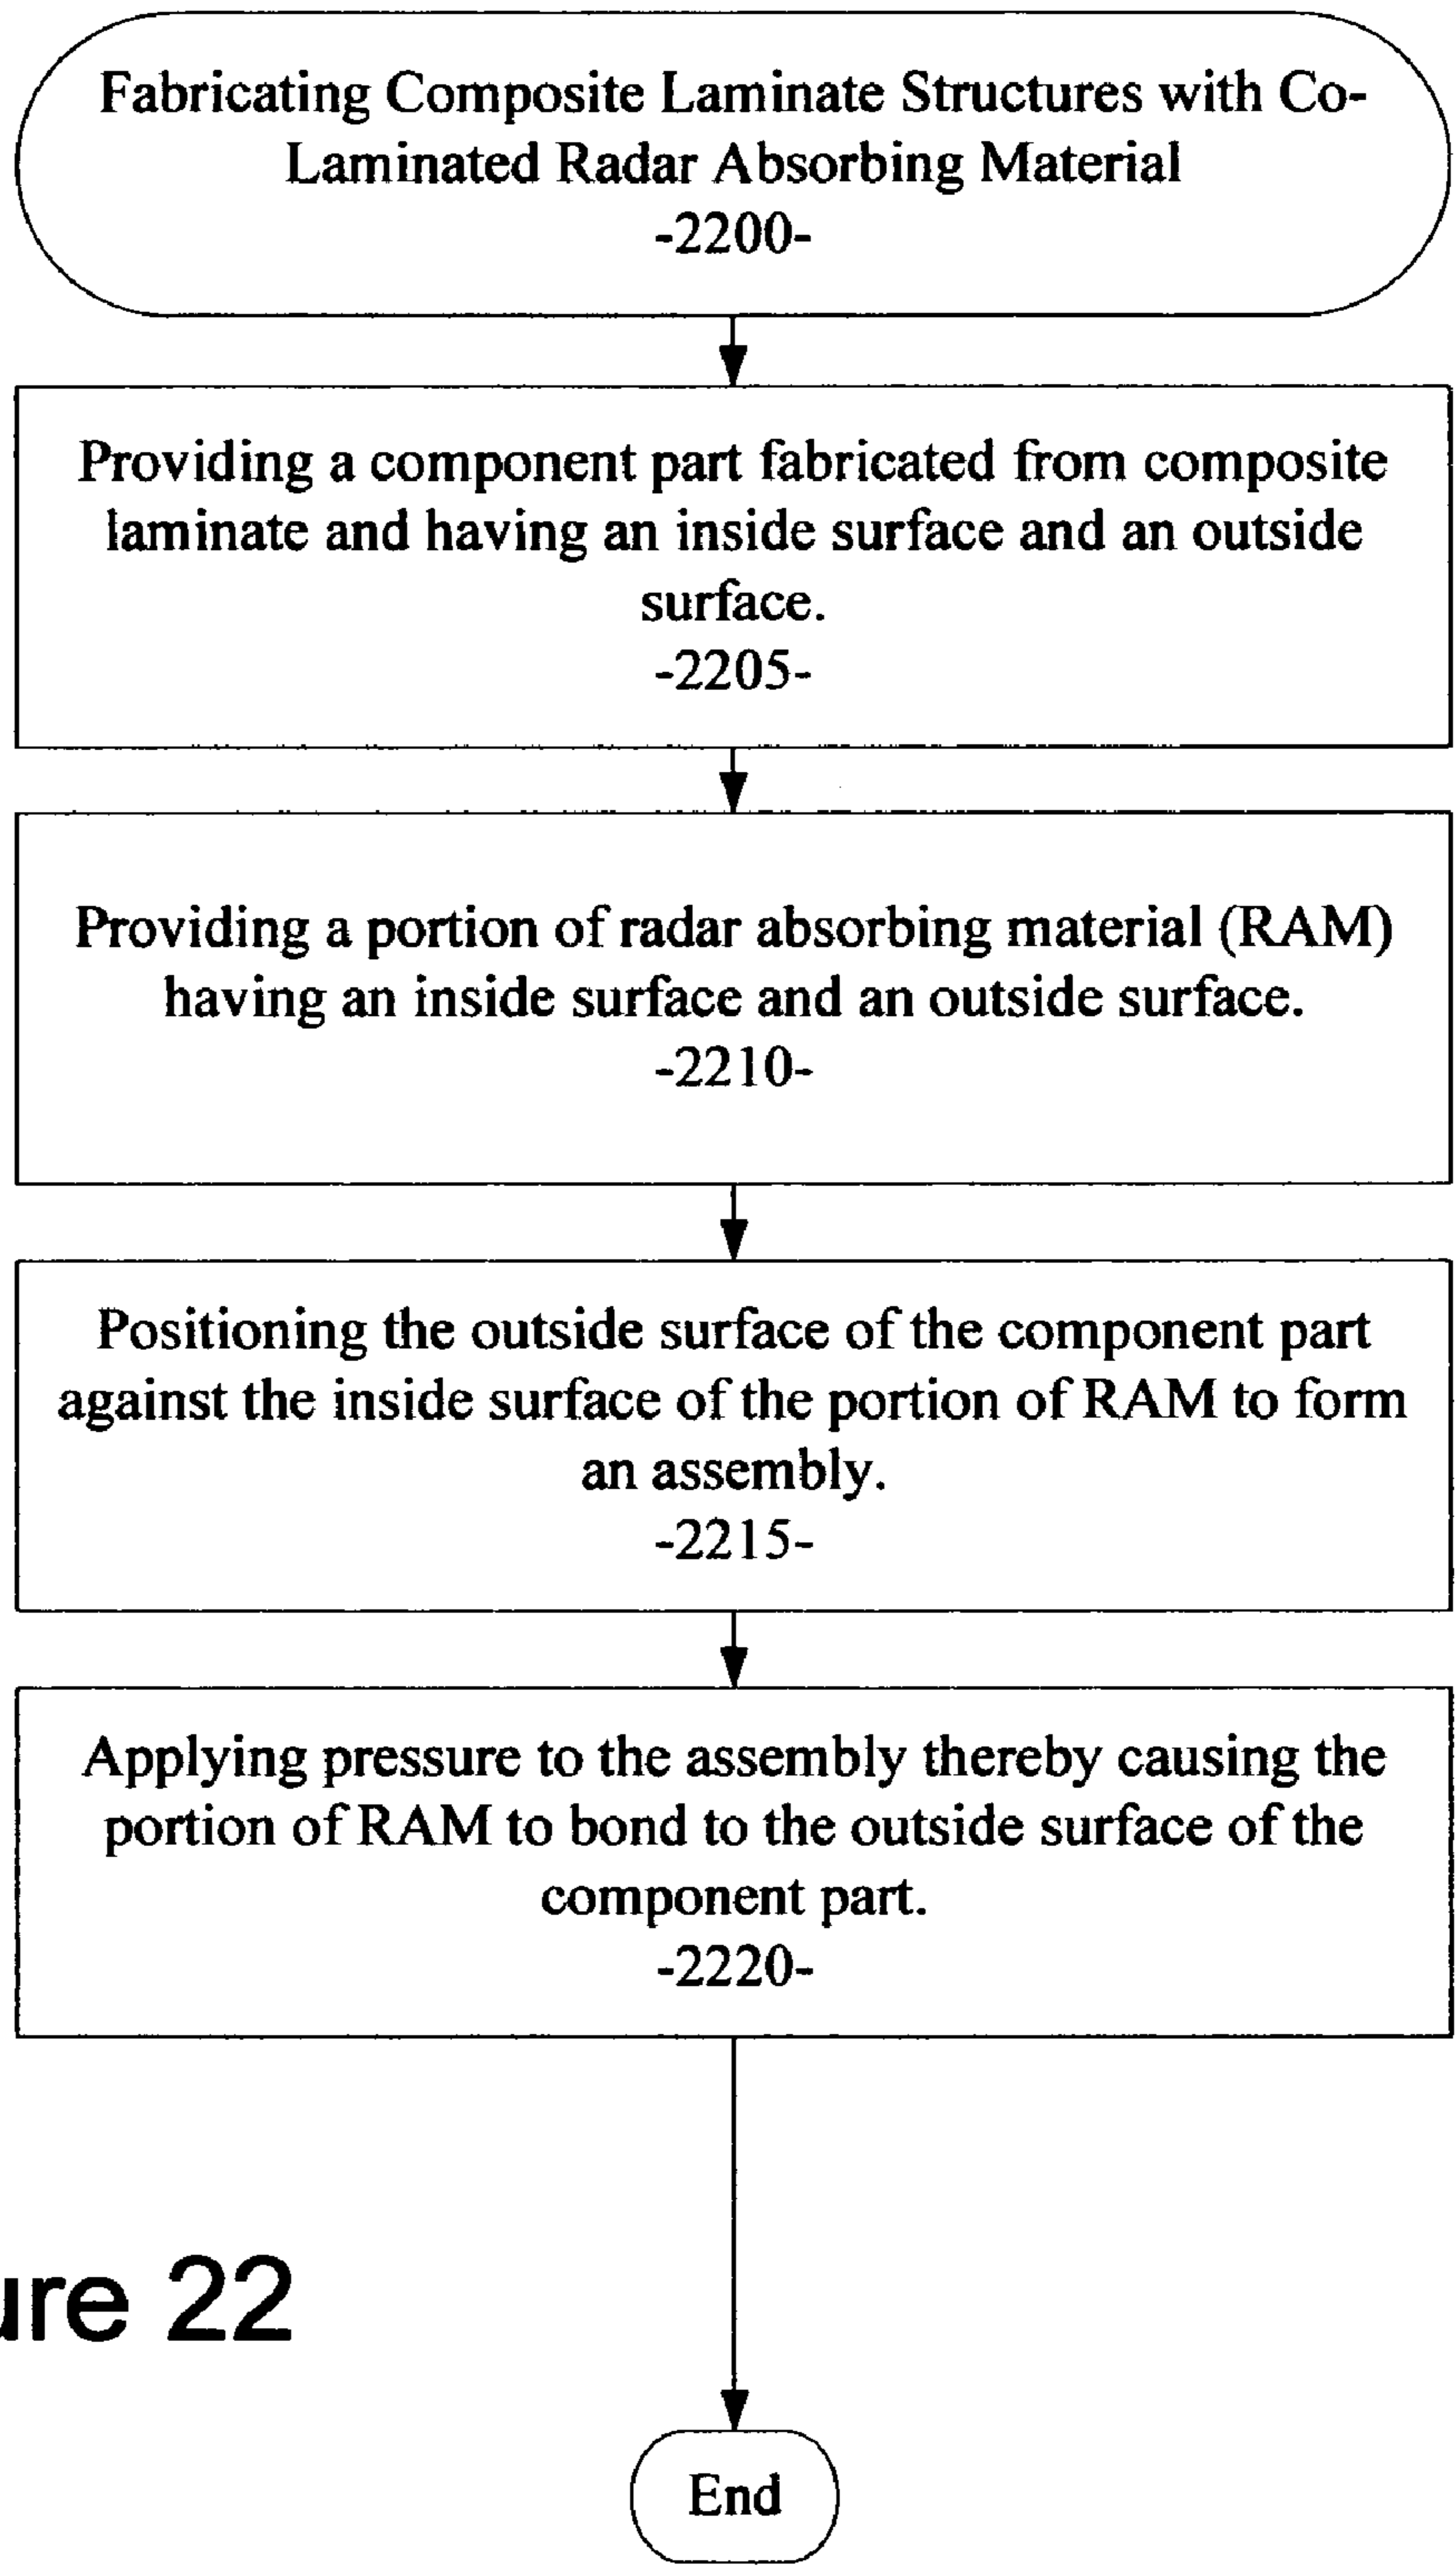 Fabricating Composite Laminate Structures with Co-
Laminated Radar Absorbing Material
-2200-
Providing a component part fabricated from composite
laminate and having an inside surface and an outside
surface.
-2205-
Providing a portion of radar absorbing material (RAM)
having an inside surface and an outside surface.
-2210-
Positioning the outside surface of the component part
against the inside surface of the portion of RAM to form
an assembly.
-2215-
Applying pressure to the assembly thereby causing the
portion of RAM to bond to the outside surface of the
component part.
-2220-
ure 22
End